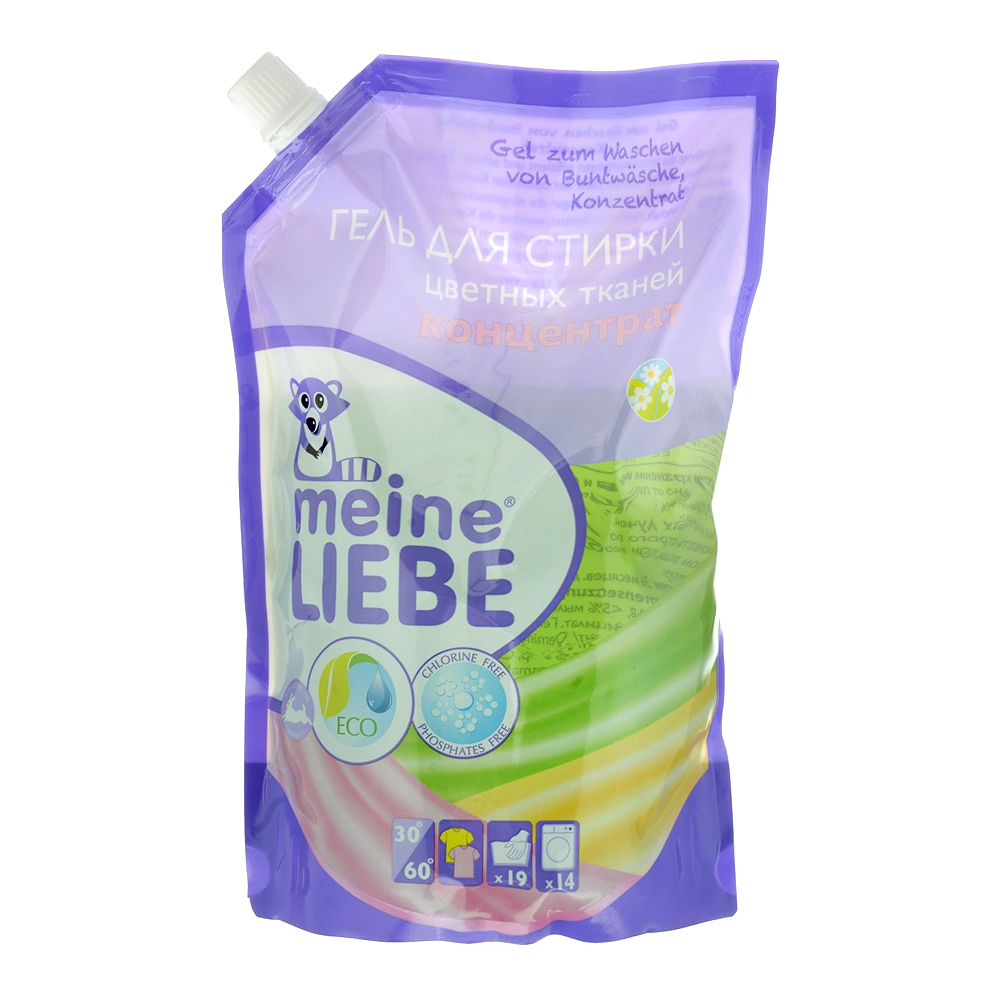 Gel zum Waschen
von Buntwäsche,
Konzentrat
ГЕЛЬ ДЛЯ СТИРКИ
цветных тканей
концентрат
meine®
LIEBE
ECO
CHLORINE FREE
PHOSPHATES FREE
30°
60°
x19
x14